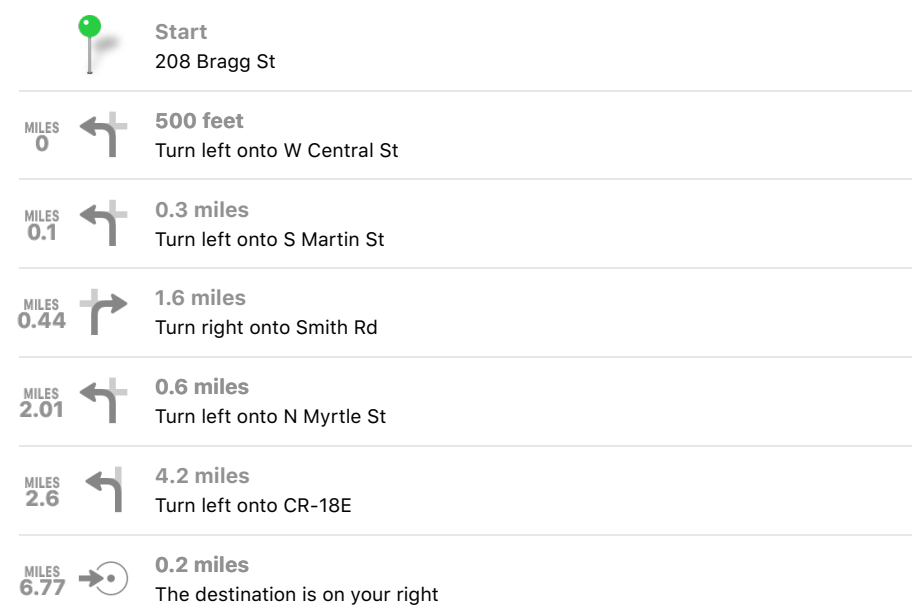 Start
208 Bragg St
MILES
0
500 feet
Turn left onto W Central St
MILES
0.1
0.3 miles
Turn left onto S Martin St
MILES
0.44
1.6 miles
Turn right onto Smith Rd
MILES
2.01
0.6 miles
Turn left onto N Myrtle St
MILES
2.6
4.2 miles
Turn left onto CR-18E
MILES
6.77
0.2 miles
The destination is on your right